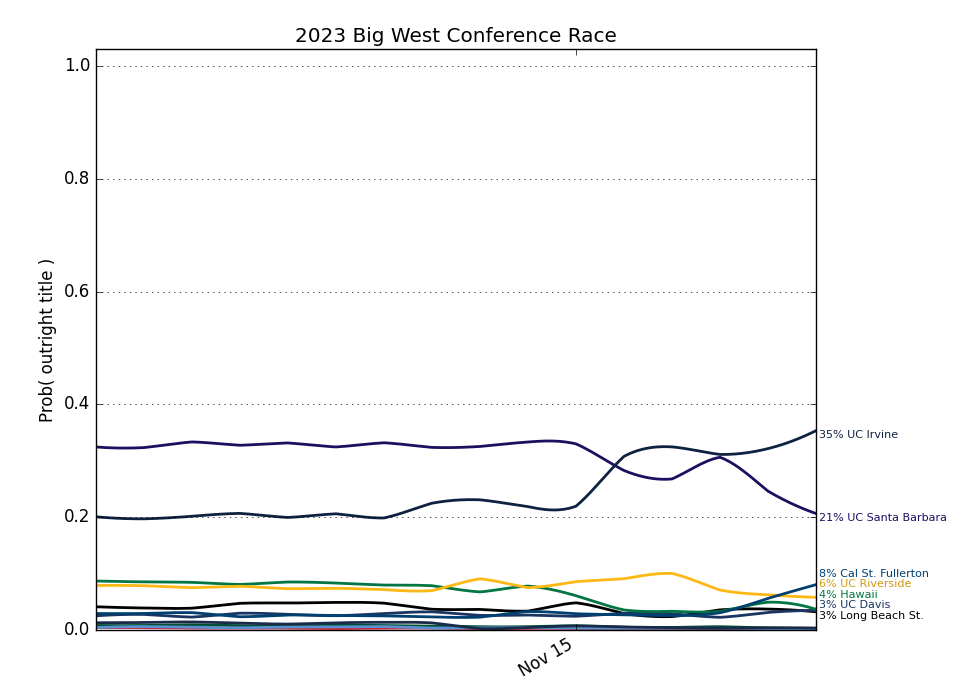 2023 Big West Conference Race
1.0
0.8
0.6
0.4
0.2
0.0
Prob( outright title )
Nov 15
35% UC Irvine
21% UC Santa Barbara
8% Cal St. Fullerton
6% UC Riverside
4% Hawaii
3% UC Davis
3% Long Beach St.